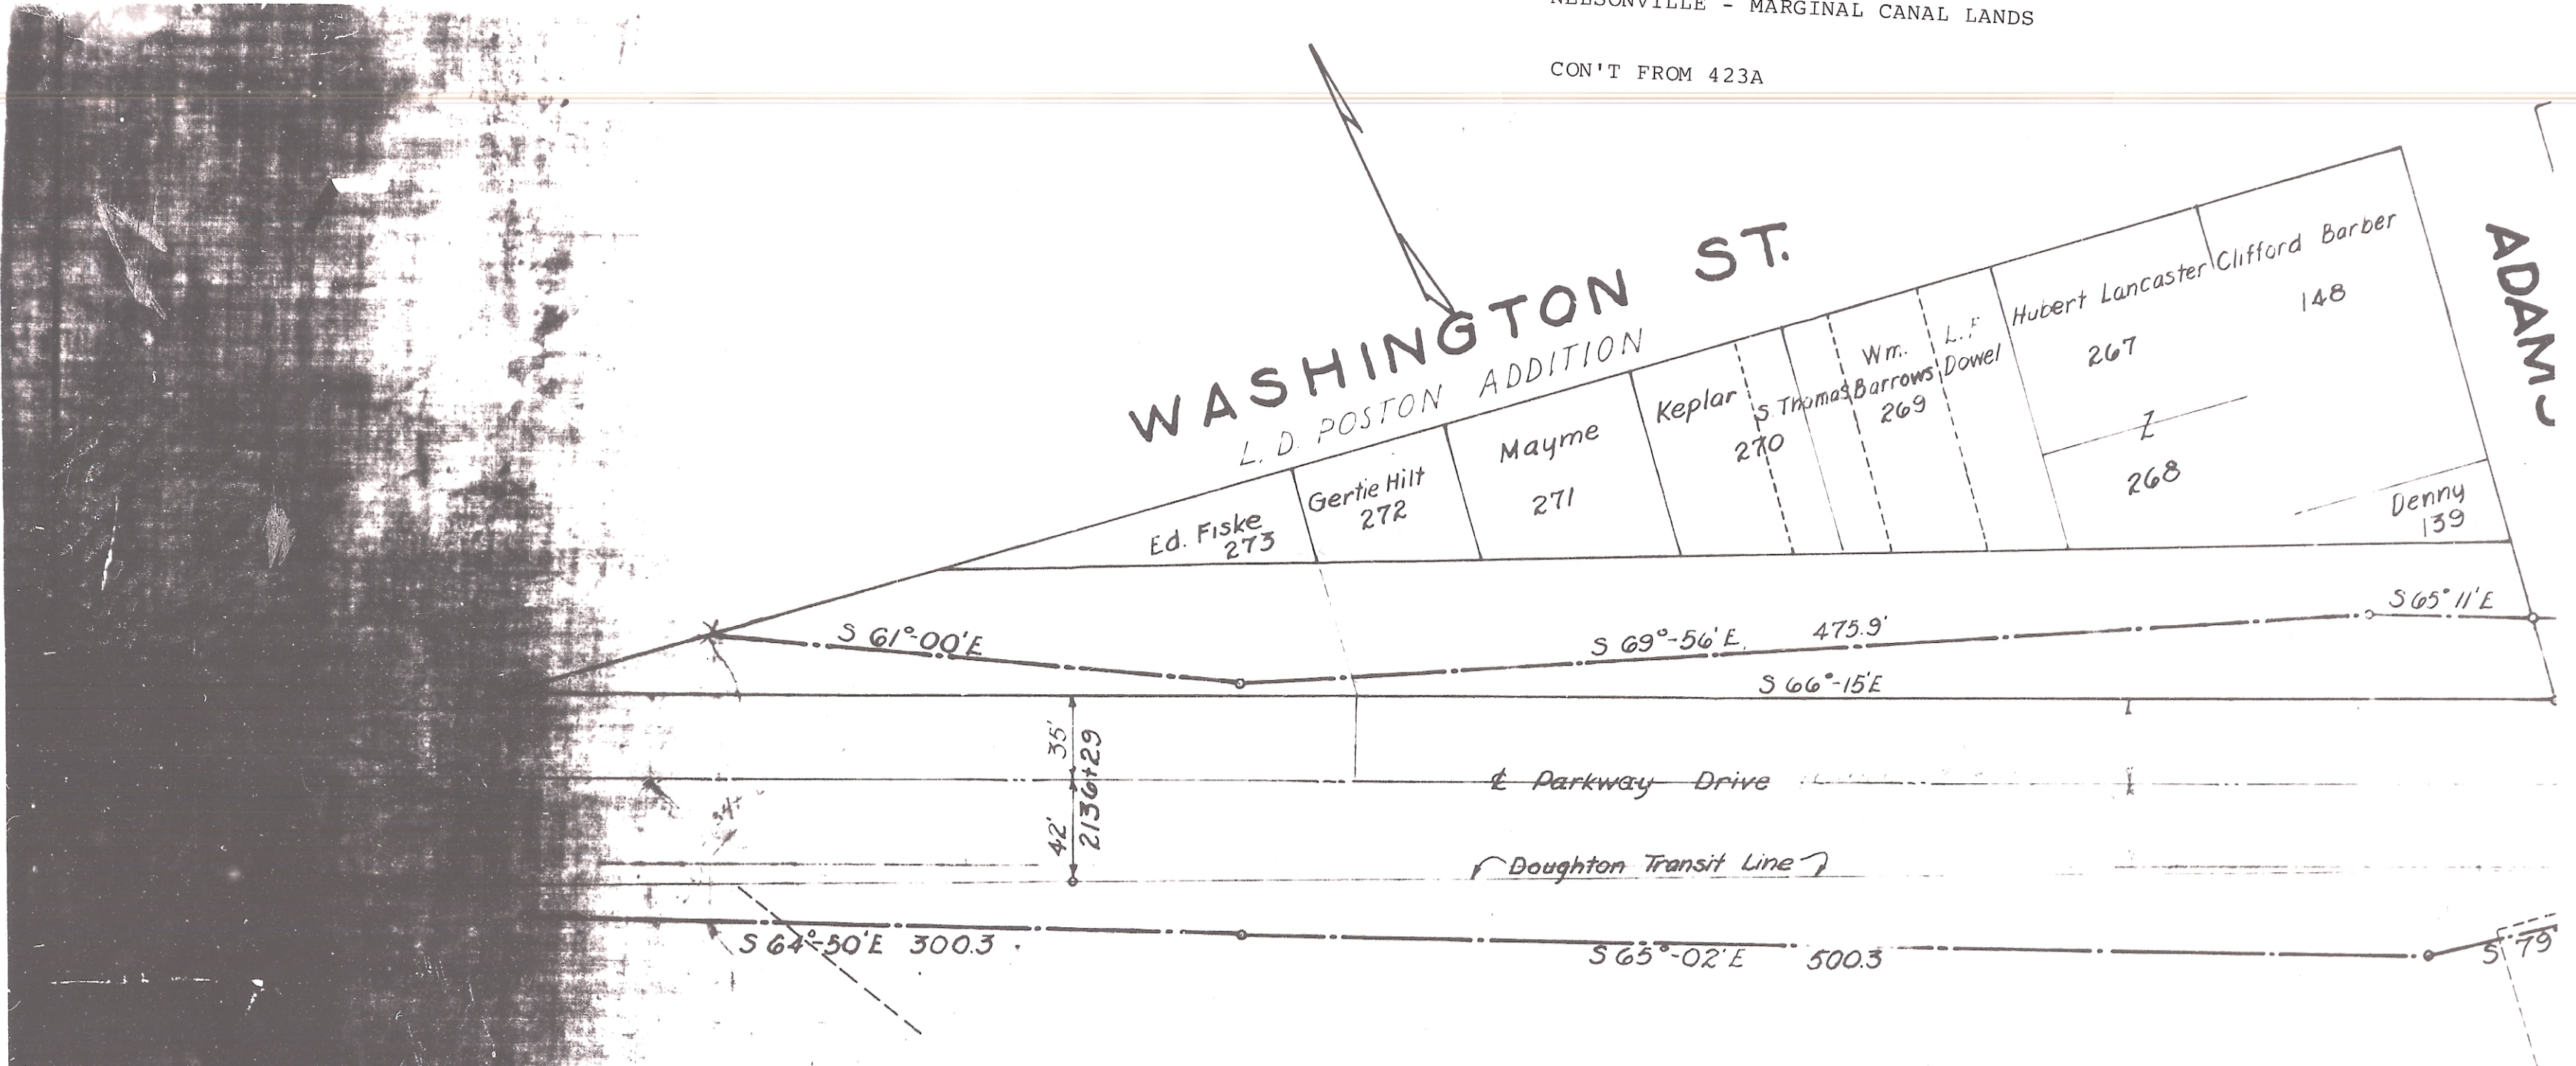 NELSONVILLE - MARGINAL CANAL LANDS
CON'T FROM 423A
WASHINGTON ST.
L. D. POSTON ADDITION
Ed. Fiske
273
Gertie Hilt
272
Mayme
271
Keplar
S. Thomas
270
Wm.
Barrows
269
L. F
Dowel
Hubert Lancaster
267
Z
268
Clifford Barber
148
Denny
139
ADAMS
S 61°-00'E
S 69°-56'E.
475.9'
S 65°11'E
S 66°-15'E
35'
42'
2136+29
℄ Parkway Drive
Doughton Transit Line
S 64°-50'E 300.3
S 65°-02'E 500.3
S 79